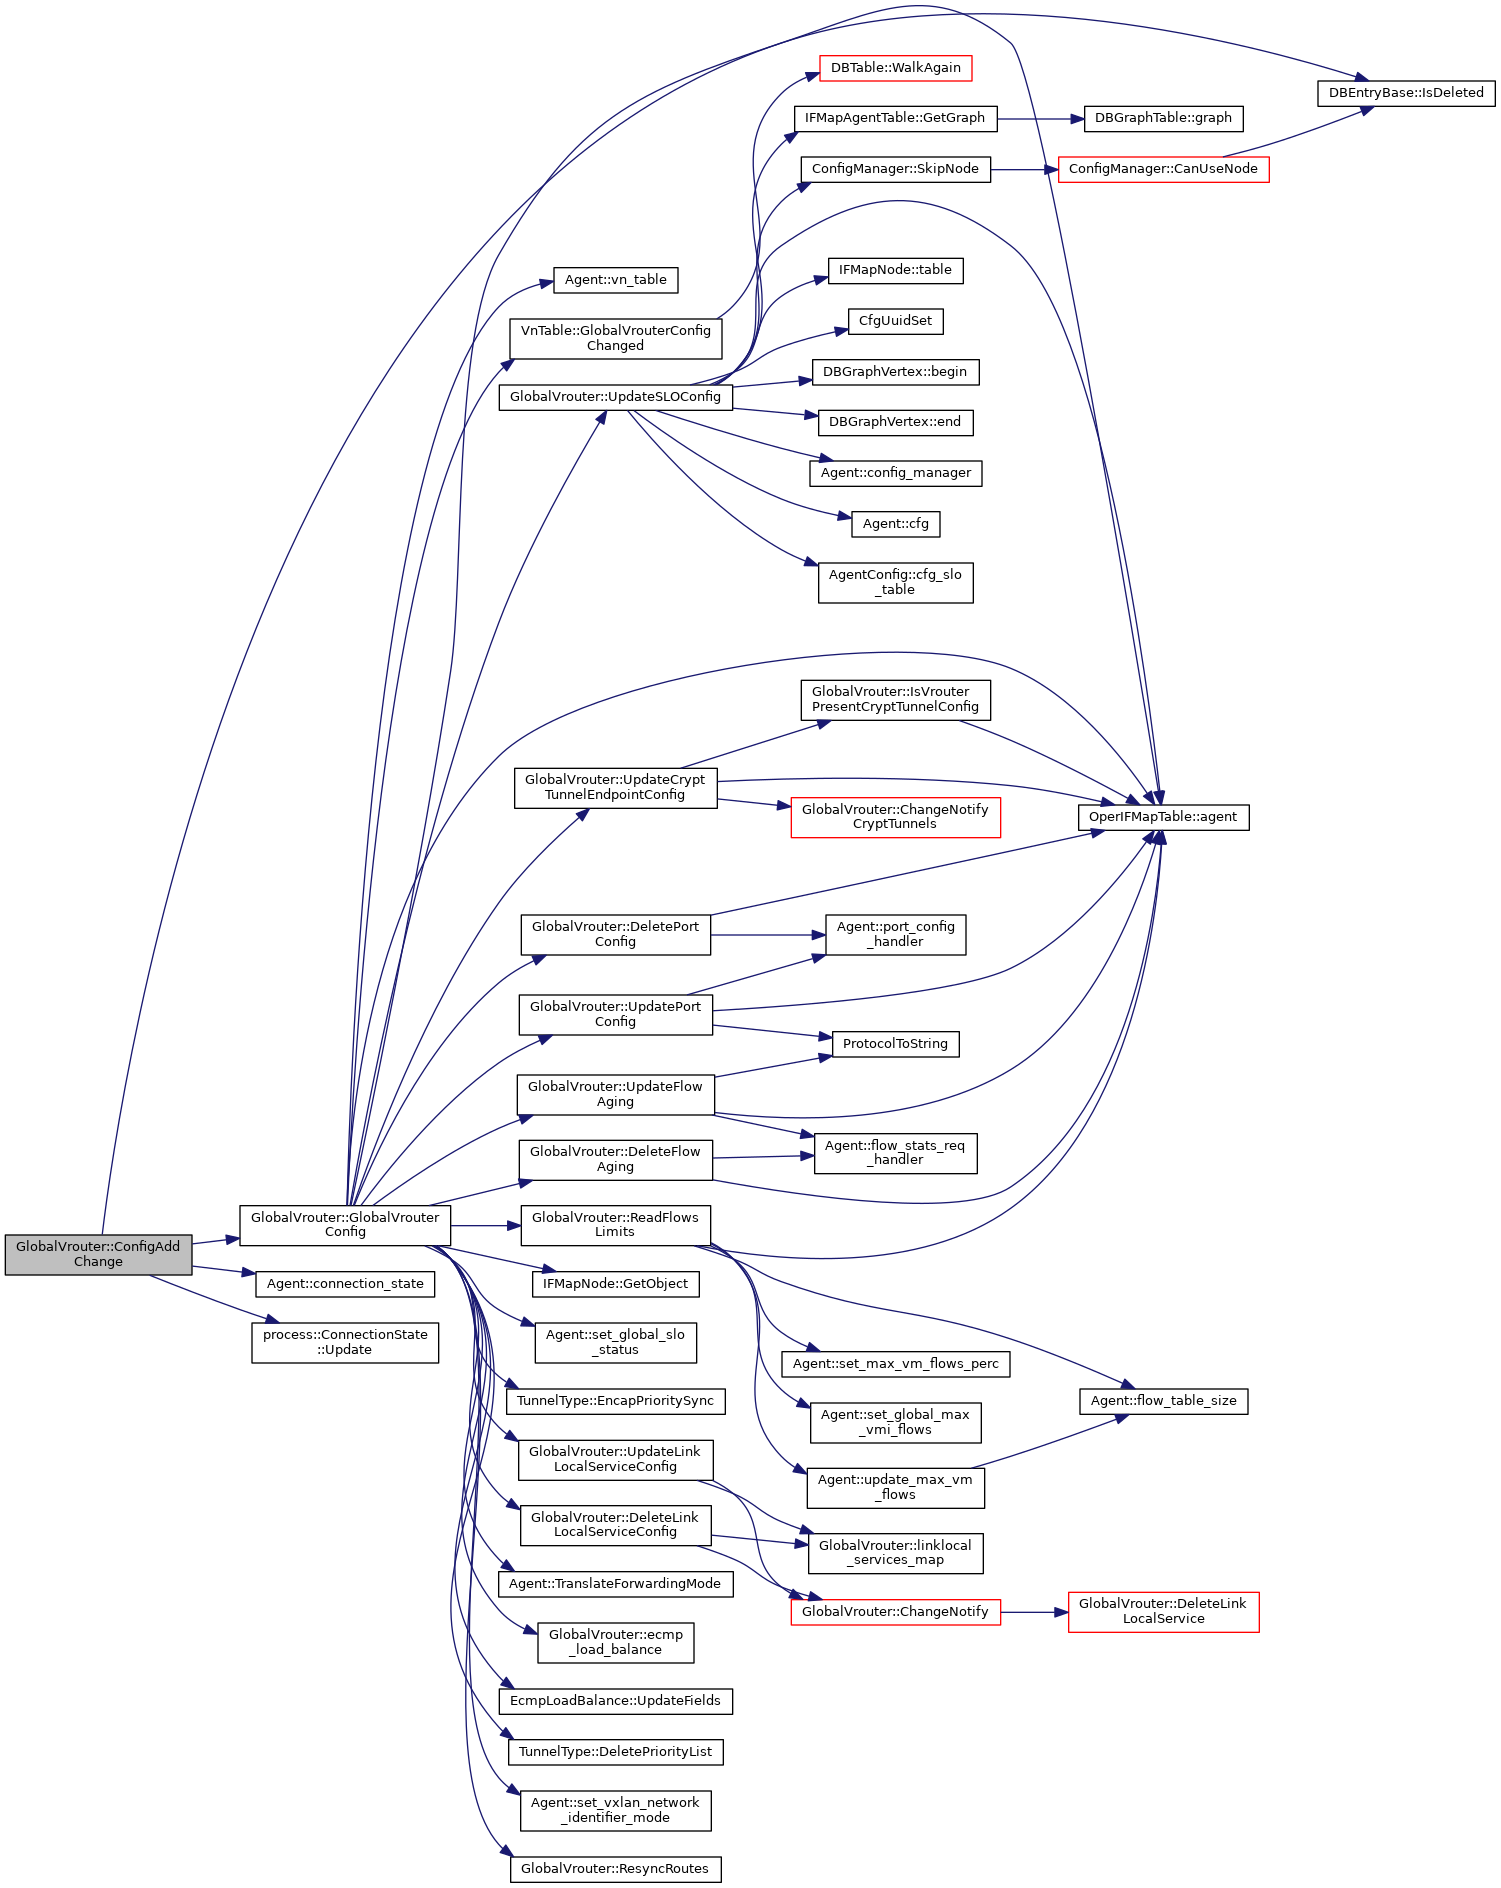 DBTable::WalkAgain
DBEntryBase::IsDeleted
IFMapAgentTable::GetGraph
DBGraphTable::graph
ConfigManager::SkipNode
ConfigManager::CanUseNode
IFMapNode::table
Agent::vn_table
CfgUuidSet
VnTable::GlobalVrouterConfig
Changed
DBGraphVertex::begin
GlobalVrouter::UpdateSLOConfig
DBGraphVertex::end
Agent::config_manager
Agent::cfg
AgentConfig::cfg_slo
_table
GlobalVrouter::IsVrouter
PresentCryptTunnelConfig
GlobalVrouter::UpdateCrypt
TunnelEndpointConfig
GlobalVrouter::ChangeNotify
CryptTunnels
OperIFMapTable::agent
GlobalVrouter::DeletePort
Config
Agent::port_config
_handler
GlobalVrouter::UpdatePort
Config
ProtocolToString
GlobalVrouter::UpdateFlow
Aging
Agent::flow_stats_req
_handler
GlobalVrouter::DeleteFlow
Aging
GlobalVrouter::GlobalVrouter
Config
GlobalVrouter::ReadFlows
Limits
GlobalVrouter::ConfigAdd
Change
Agent::connection_state
IFMapNode::GetObject
process::ConnectionState
::Update
Agent::set_global_slo
_status
Agent::set_max_vm_flows_perc
TunnelType::EncapPrioritySync
Agent::flow_table_size
Agent::set_global_max
_vmi_flows
GlobalVrouter::UpdateLink
LocalServiceConfig
Agent::update_max_vm
_flows
GlobalVrouter::DeleteLink
LocalServiceConfig
GlobalVrouter::linklocal
_services_map
Agent::TranslateForwardingMode
GlobalVrouter::ChangeNotify
GlobalVrouter::DeleteLink
LocalService
GlobalVrouter::ecmp
_load_balance
EcmpLoadBalance::UpdateFields
TunnelType::DeletePriorityList
Agent::set_vxlan_network
_identifier_mode
GlobalVrouter::ResyncRoutes